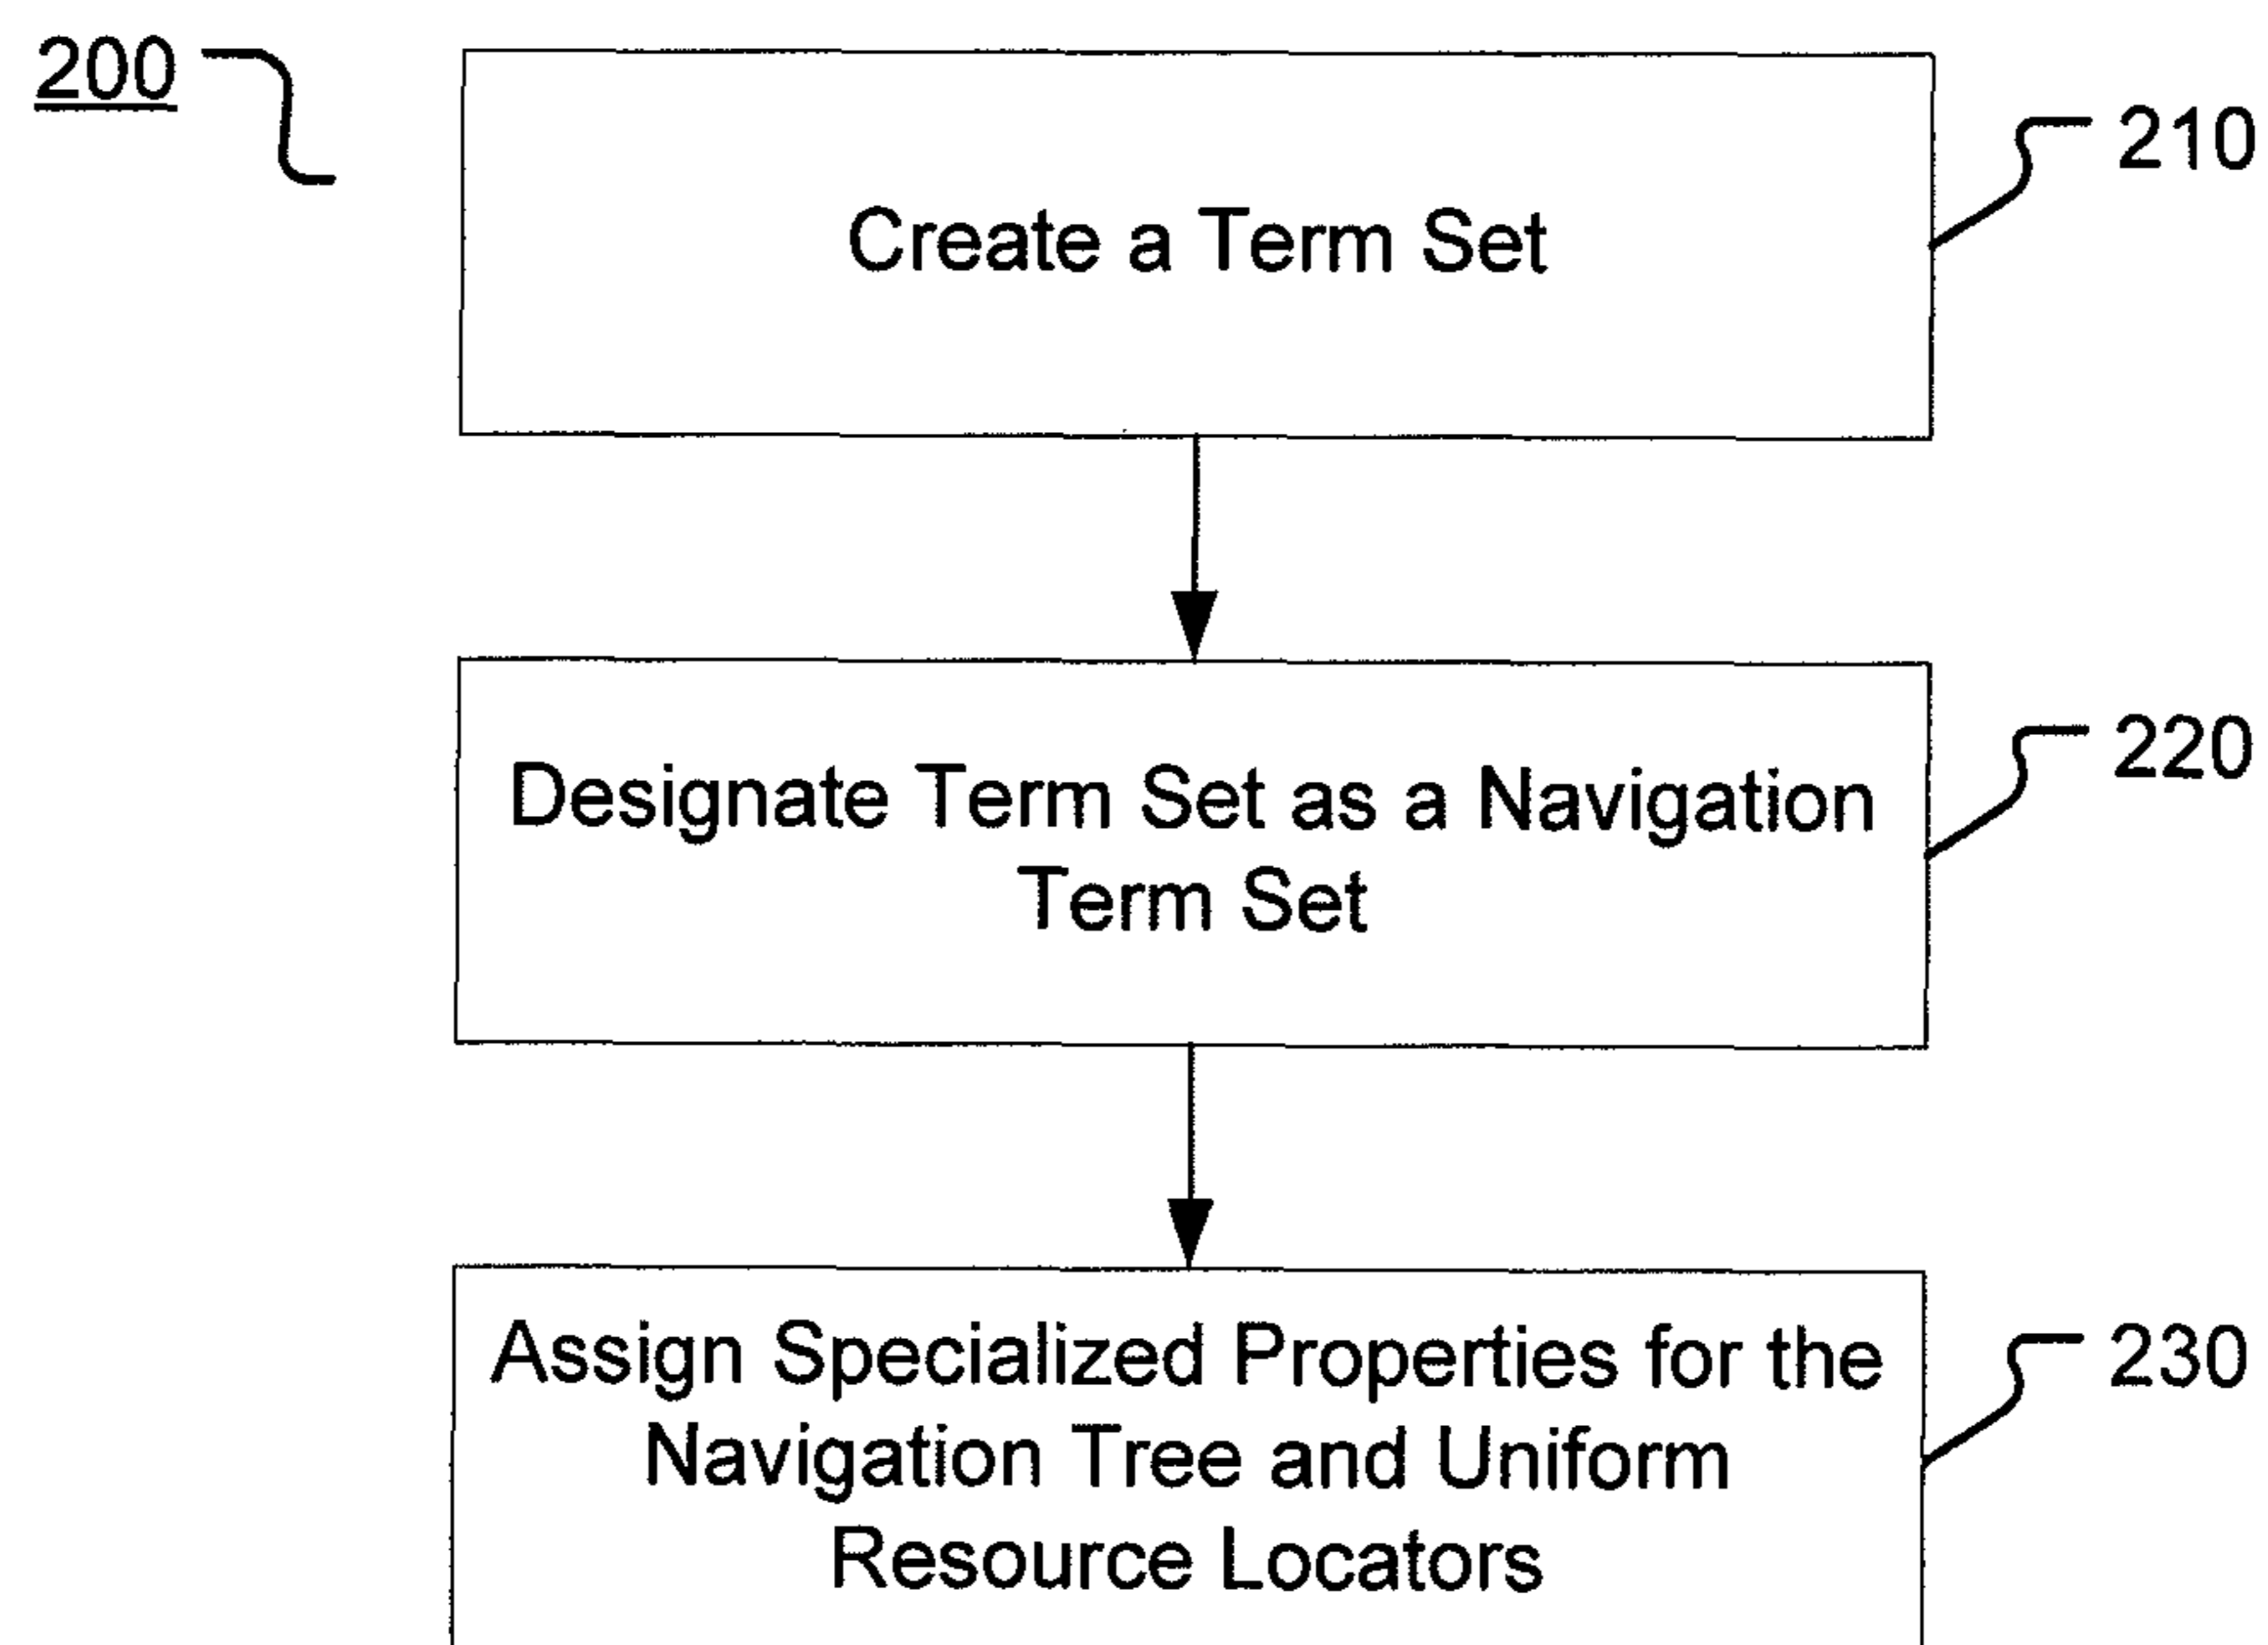 200
210
Create a Term Set
220
Designate Term Set as a Navigation
Term Set
230
Assign Specialized Properties for the
Navigation Tree and Uniform
Resource Locators